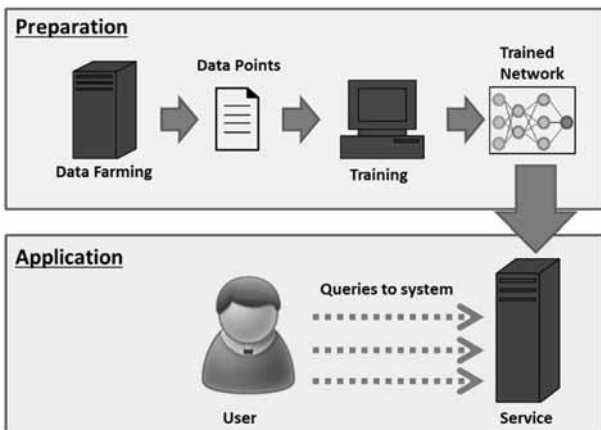 Preparation
Data Farming
Data Points
Training
Trained
Network
Application
Queries to system
User
Service